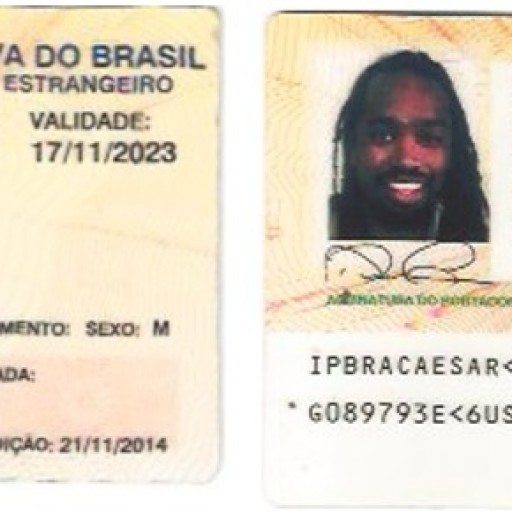 VA DO BRASIL
ESTRANGEIRO
VALIDADE:
17/11/2023
MENTO: SEXO: M
ADA:
DIÇÃO: 21/11/2014
ASSINATURA DO PORTADOR
IPBRACAESAR<
G089793E<6US